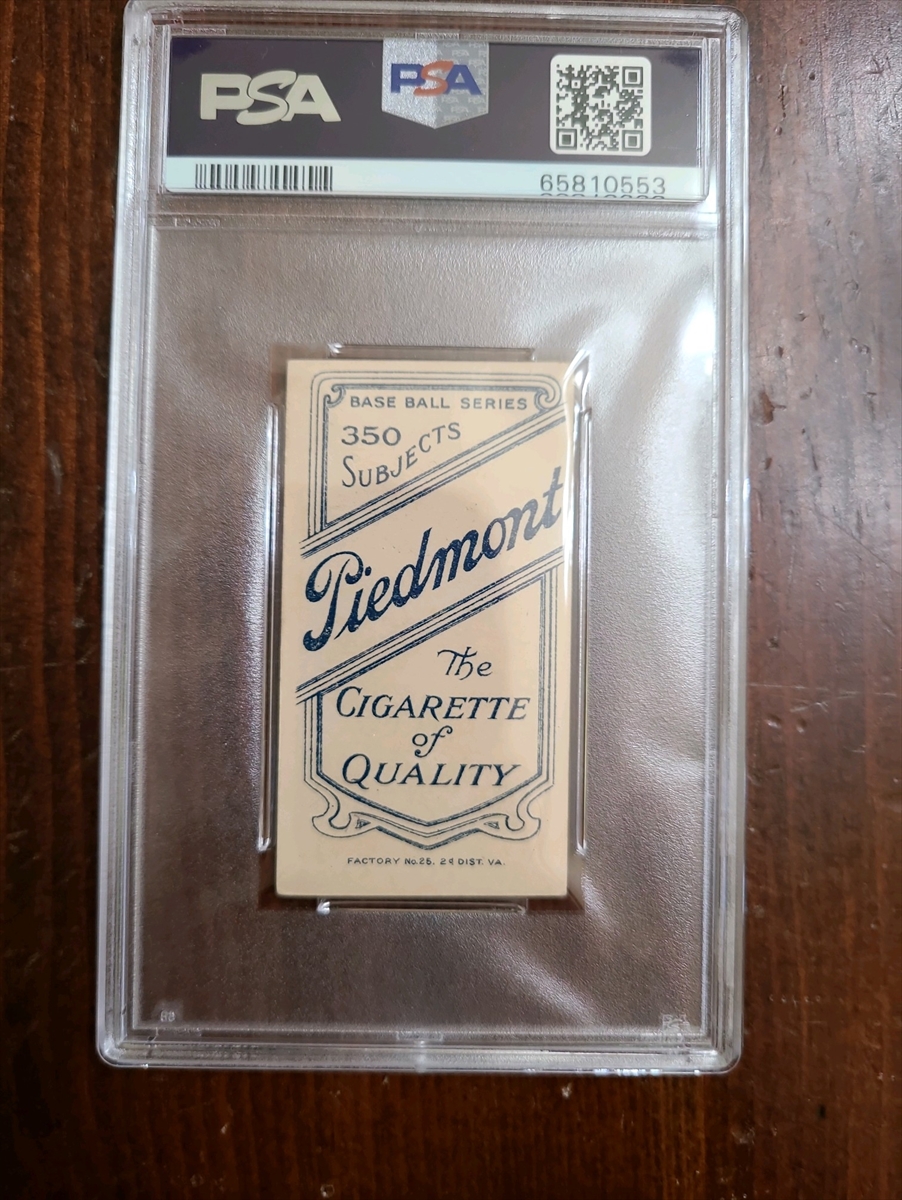 PSA
PSA
65810553
BASE BALL SERIES
350
SUBJECTS
Piedmont
The
CIGARETTE
of
QUALITY
FACTORY No. 25. 2d DIST. VA.